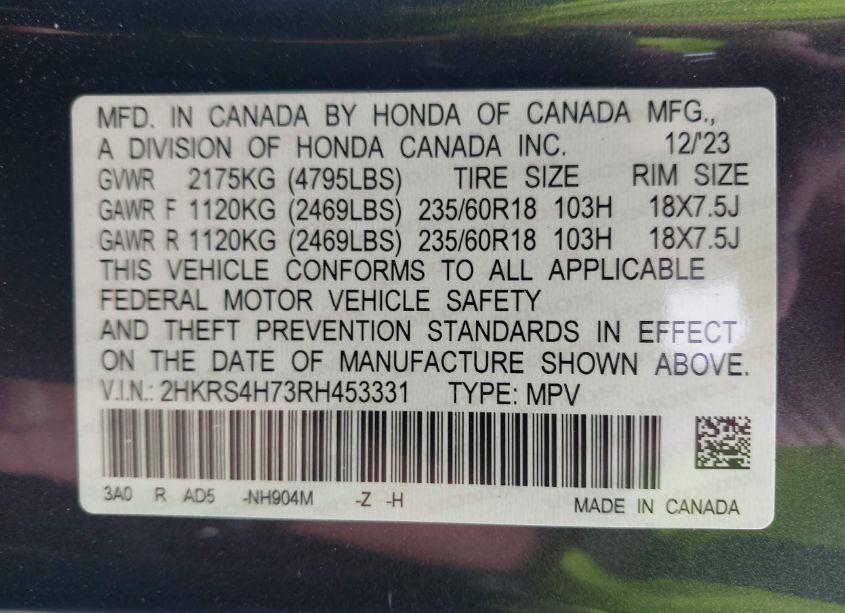 MFD. IN CANADA BY HONDA OF CANADA MFG.,
A DIVISION OF HONDA CANADA INC. 12/'23
GVWR 2175KG (4795LBS) TIRE SIZE RIM SIZE
GAWR F 1120KG (2469LBS) 235/60R18 103H 18X7.5J
GAWR R 1120KG (2469LBS) 235/60R18 103H 18X7.5J
THIS VEHICLE CONFORMS TO ALL APPLICABLE
FEDERAL MOTOR VEHICLE SAFETY
AND THEFT PREVENTION STANDARDS IN EFFECT
ON THE DATE OF MANUFACTURE SHOWN ABOVE.
V.I.N.: 2HKRS4H73RH453331 TYPE: MPV
3A0 R AD5 -NH904M -Z -H
MADE IN CANADA